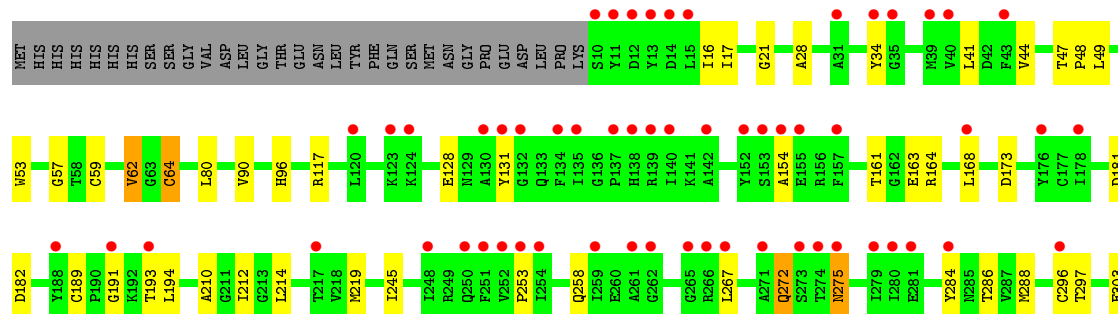 MET HIS HIS HIS HIS HIS HIS SER SER GLY VAL ASP LEU GLY THR GLU ASN LEU TYR PHE GLN SER MET ASN GLY PRO GLU ASP LEU PRO LYS S10 Y11 D12 Y13 D14 L15 I16 I17 G21 A28 A31 Y34 G35 M39 V40 L41 D42 F43 V44 T47 P48 L49
W53 G57 T58 C59 V62 G63 C64 L80 V90 H96 R117 L120 K123 K124 E128 N129 A130 Y131 G132 Q133 F134 I135 G136 P137 H138 R139 I140 K141 A142 Y152 S153 A154 E155 R156 F157 T161 G162 E163 R164 L168 D173 Y176 C177 I178 D181
D182 Y188 C189 P190 G191 K192 T193 L194 A210 G211 I212 G213 L214 T217 V218 M219 I245 I248 R249 Q250 F251 V252 P253 I254 Q258 I259 E260 A261 G262 G265 R266 L267 A271 Q272 S273 T274 N275 I279 I280 E281 Y284 N285 T286 V287 M288 C296 T297